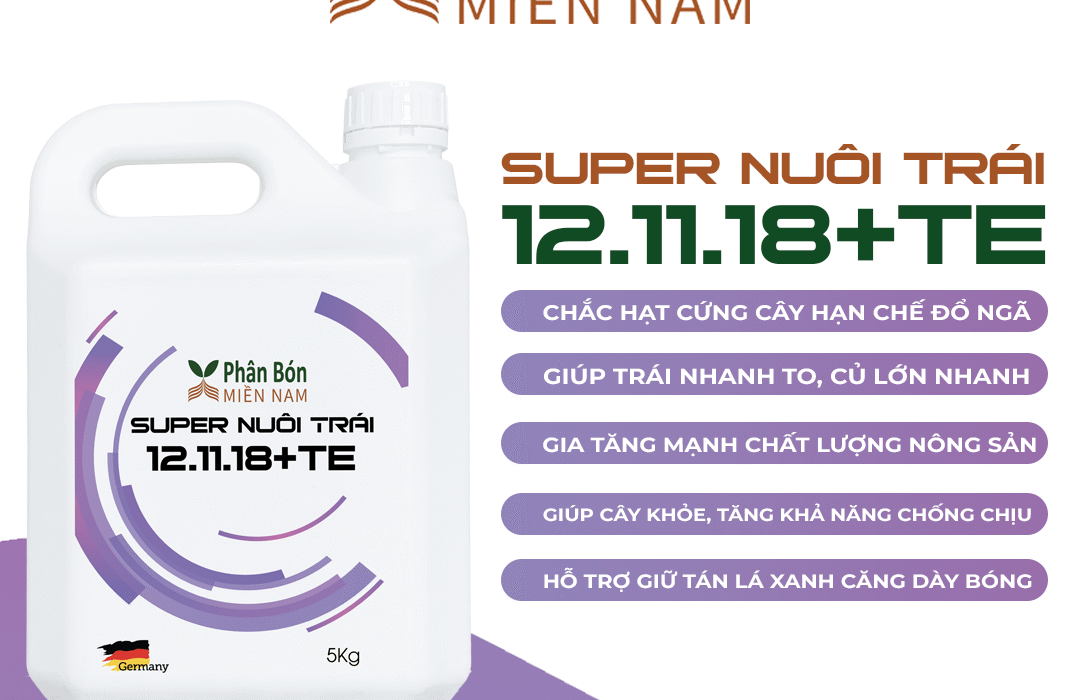 MIỀN NAM
SUPER NUÔI TRÁI
12.11.18+TE
CHẮC HẠT CỨNG CÂY HẠN CHẾ ĐỔ NGÃ
GIÚP TRÁI NHANH TO, CỦ LỚN NHANH
GIA TĂNG MẠNH CHẤT LƯỢNG NÔNG SẢN
GIÚP CÂY KHỎE, TĂNG KHẢ NĂNG CHỐNG CHỊU
HỖ TRỢ GIỮ TÁN LÁ XANH CĂNG DÀY BÓNG
Phân Bón
MIỀN NAM
SUPER NUÔI TRÁI
12.11.18+TE
Germany
5Kg